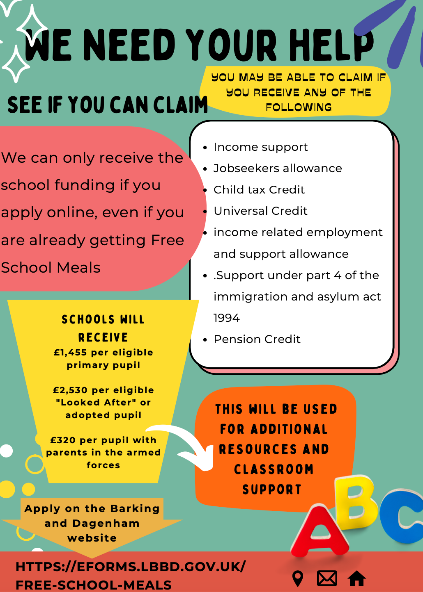 WE NEED YOUR HELP
SEE IF YOU CAN CLAIM
YOU MAY BE ABLE TO CLAIM IF
YOU RECEIVE ANY OF THE
FOLLOWING
We can only receive the
school funding if you
apply online, even if you
are already getting Free
School Meals
Income support
Jobseekers allowance
Child tax Credit
Universal Credit
income related employment
and support allowance
.Support under part 4 of the
immigration and asylum act
1994
Pension Credit
SCHOOLS WILL
RECEIVE
£1,455 per eligible
primary pupil
£2,530 per eligible
"Looked After" or
adopted pupil
£320 per pupil with
parents in the armed
forces
THIS WILL BE USED
FOR ADDITIONAL
RESOURCES AND
CLASSROOM
SUPPORT
Apply on the Barking
and Dagenham
website
ABC
HTTPS://EFORMS.LBBD.GOV.UK/
FREE-SCHOOL-MEALS